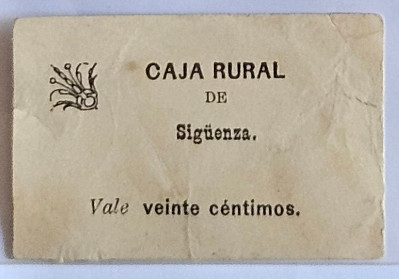 CAJA RURAL
DE
Sigüenza.
Vale veinte céntimos.